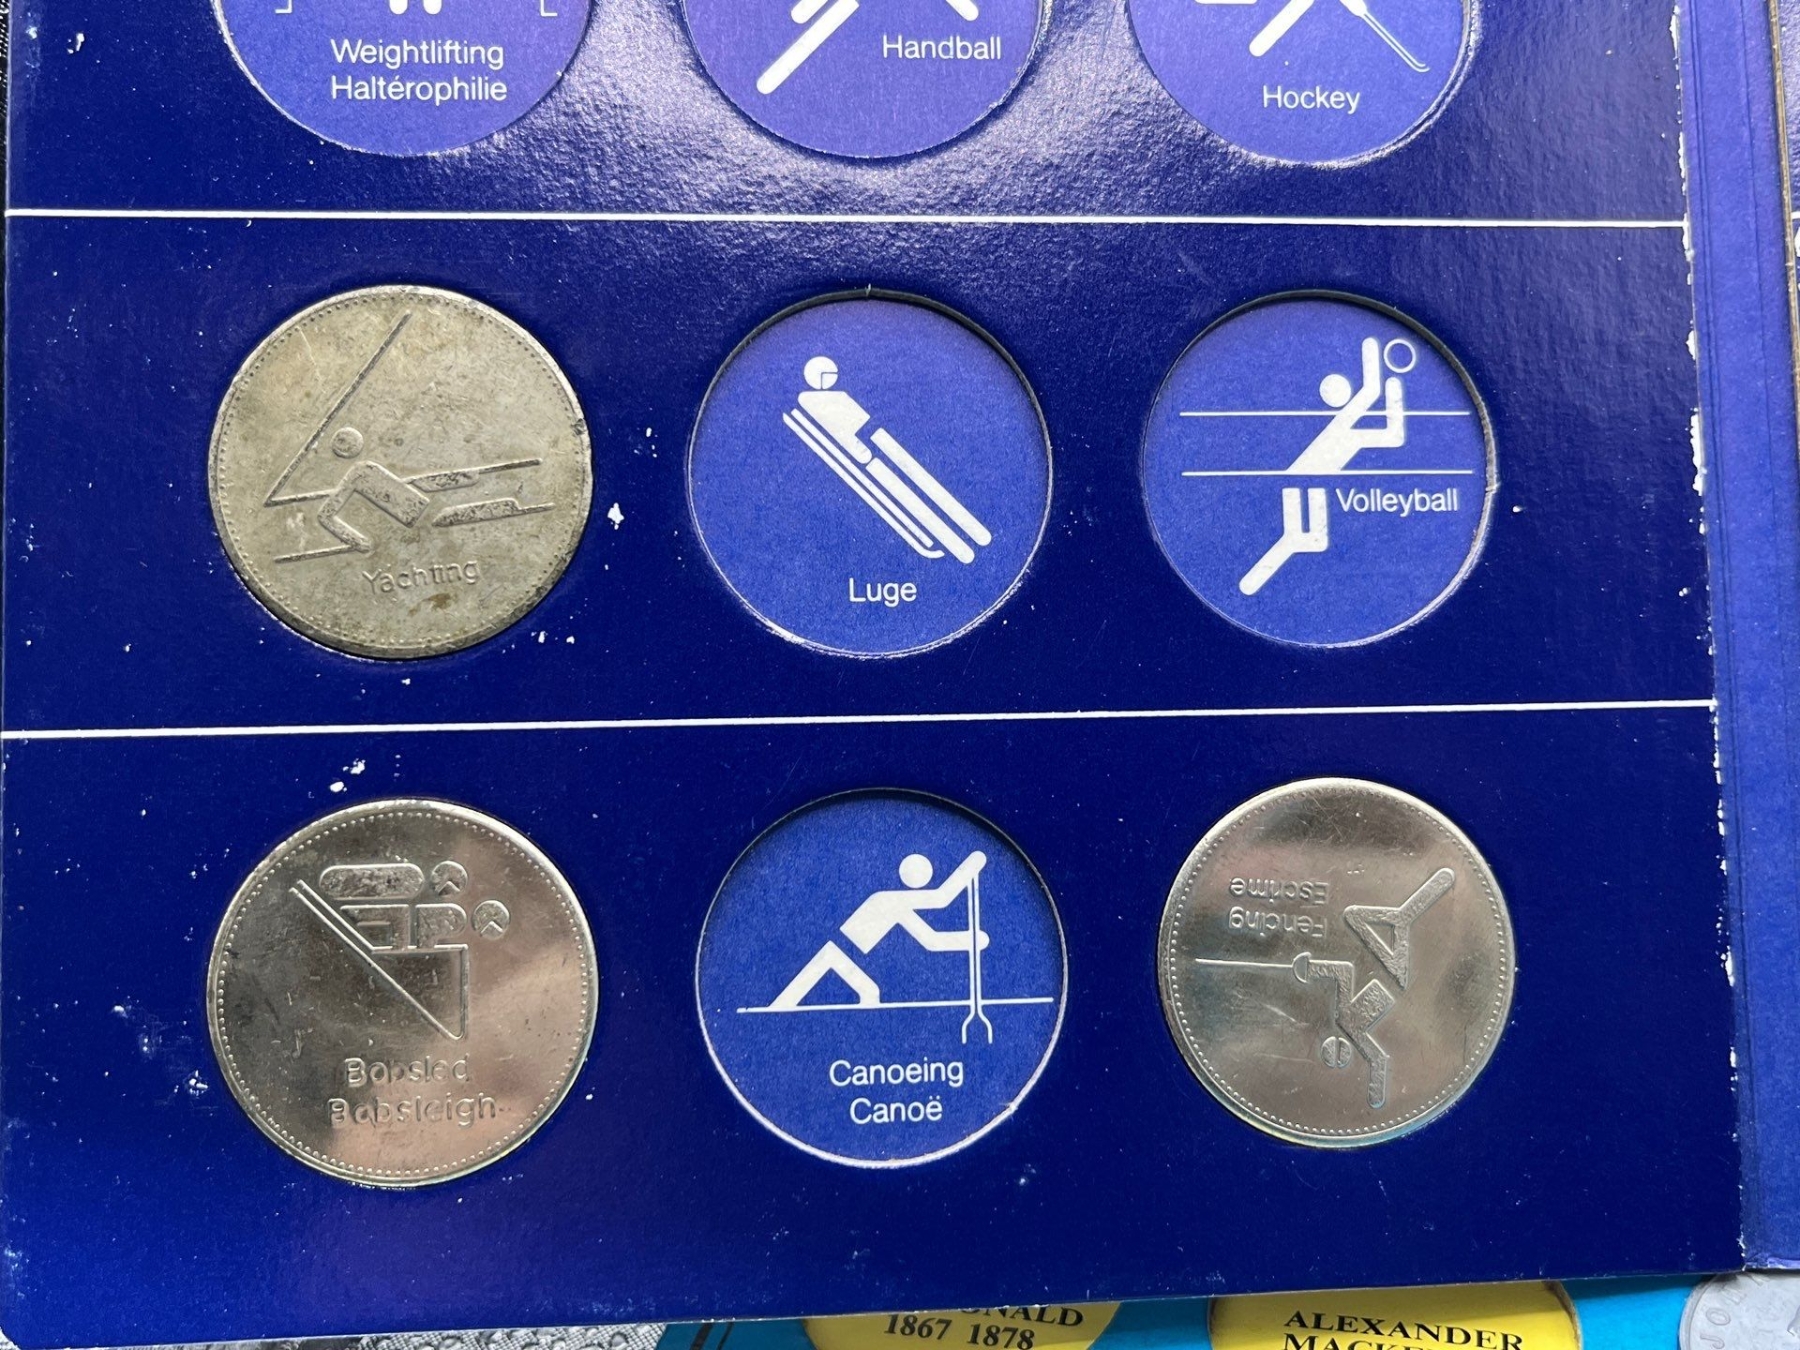 Weightlifting
Haltérophilie
Handball
Hockey
Yachting
Luge
Volleyball
Bobsled
Bobsleigh
Canoeing
Canoë
Fencing
Escrime
1867 1878
ALEXANDER